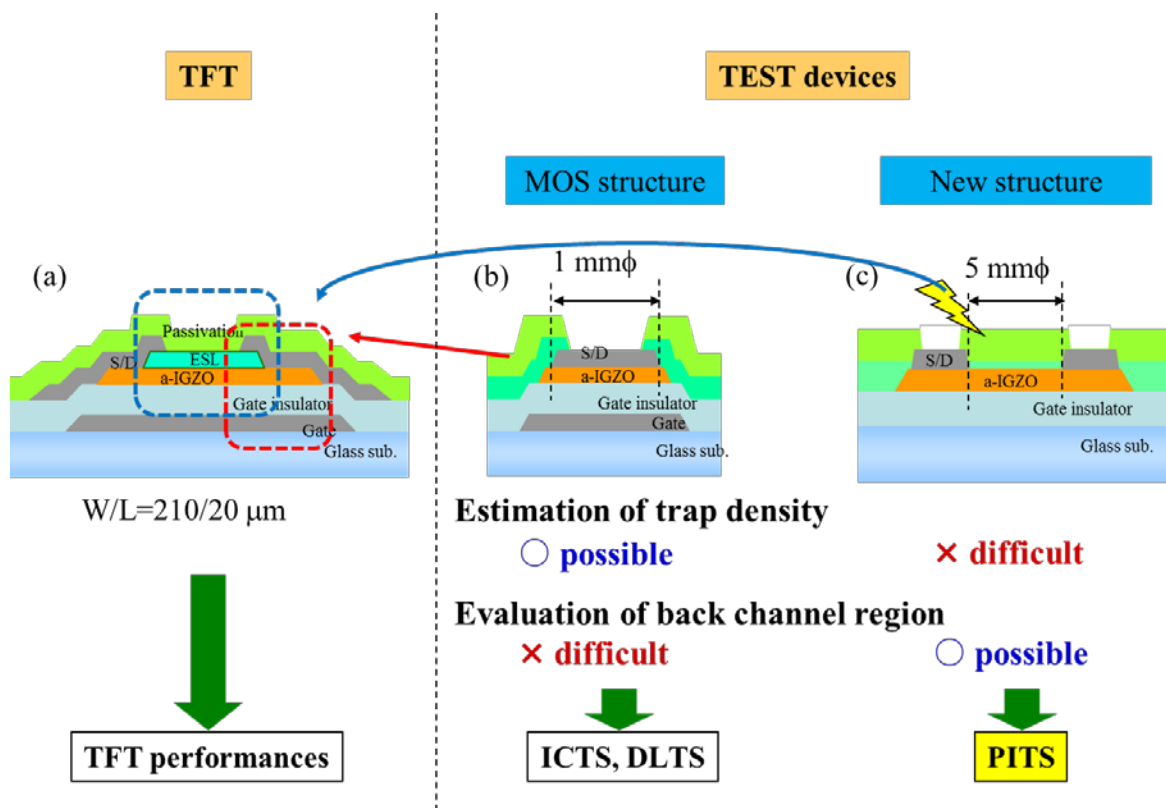 TFT
TEST devices
MOS structure
New structure
(a)
Passivation
S/D
ESL
a-IGZO
Gate insulator
Gate
Glass sub.
W/L=210/20 μm
TFT performances
(b)
1 mmϕ
S/D
a-IGZO
Gate insulator
Gate
Glass sub.
(c)
5 mmϕ
S/D
a-IGZO
Gate insulator
Glass sub.
Estimation of trap density
○ possible
× difficult
Evaluation of back channel region
× difficult
○ possible
ICTS, DLTS
PITS